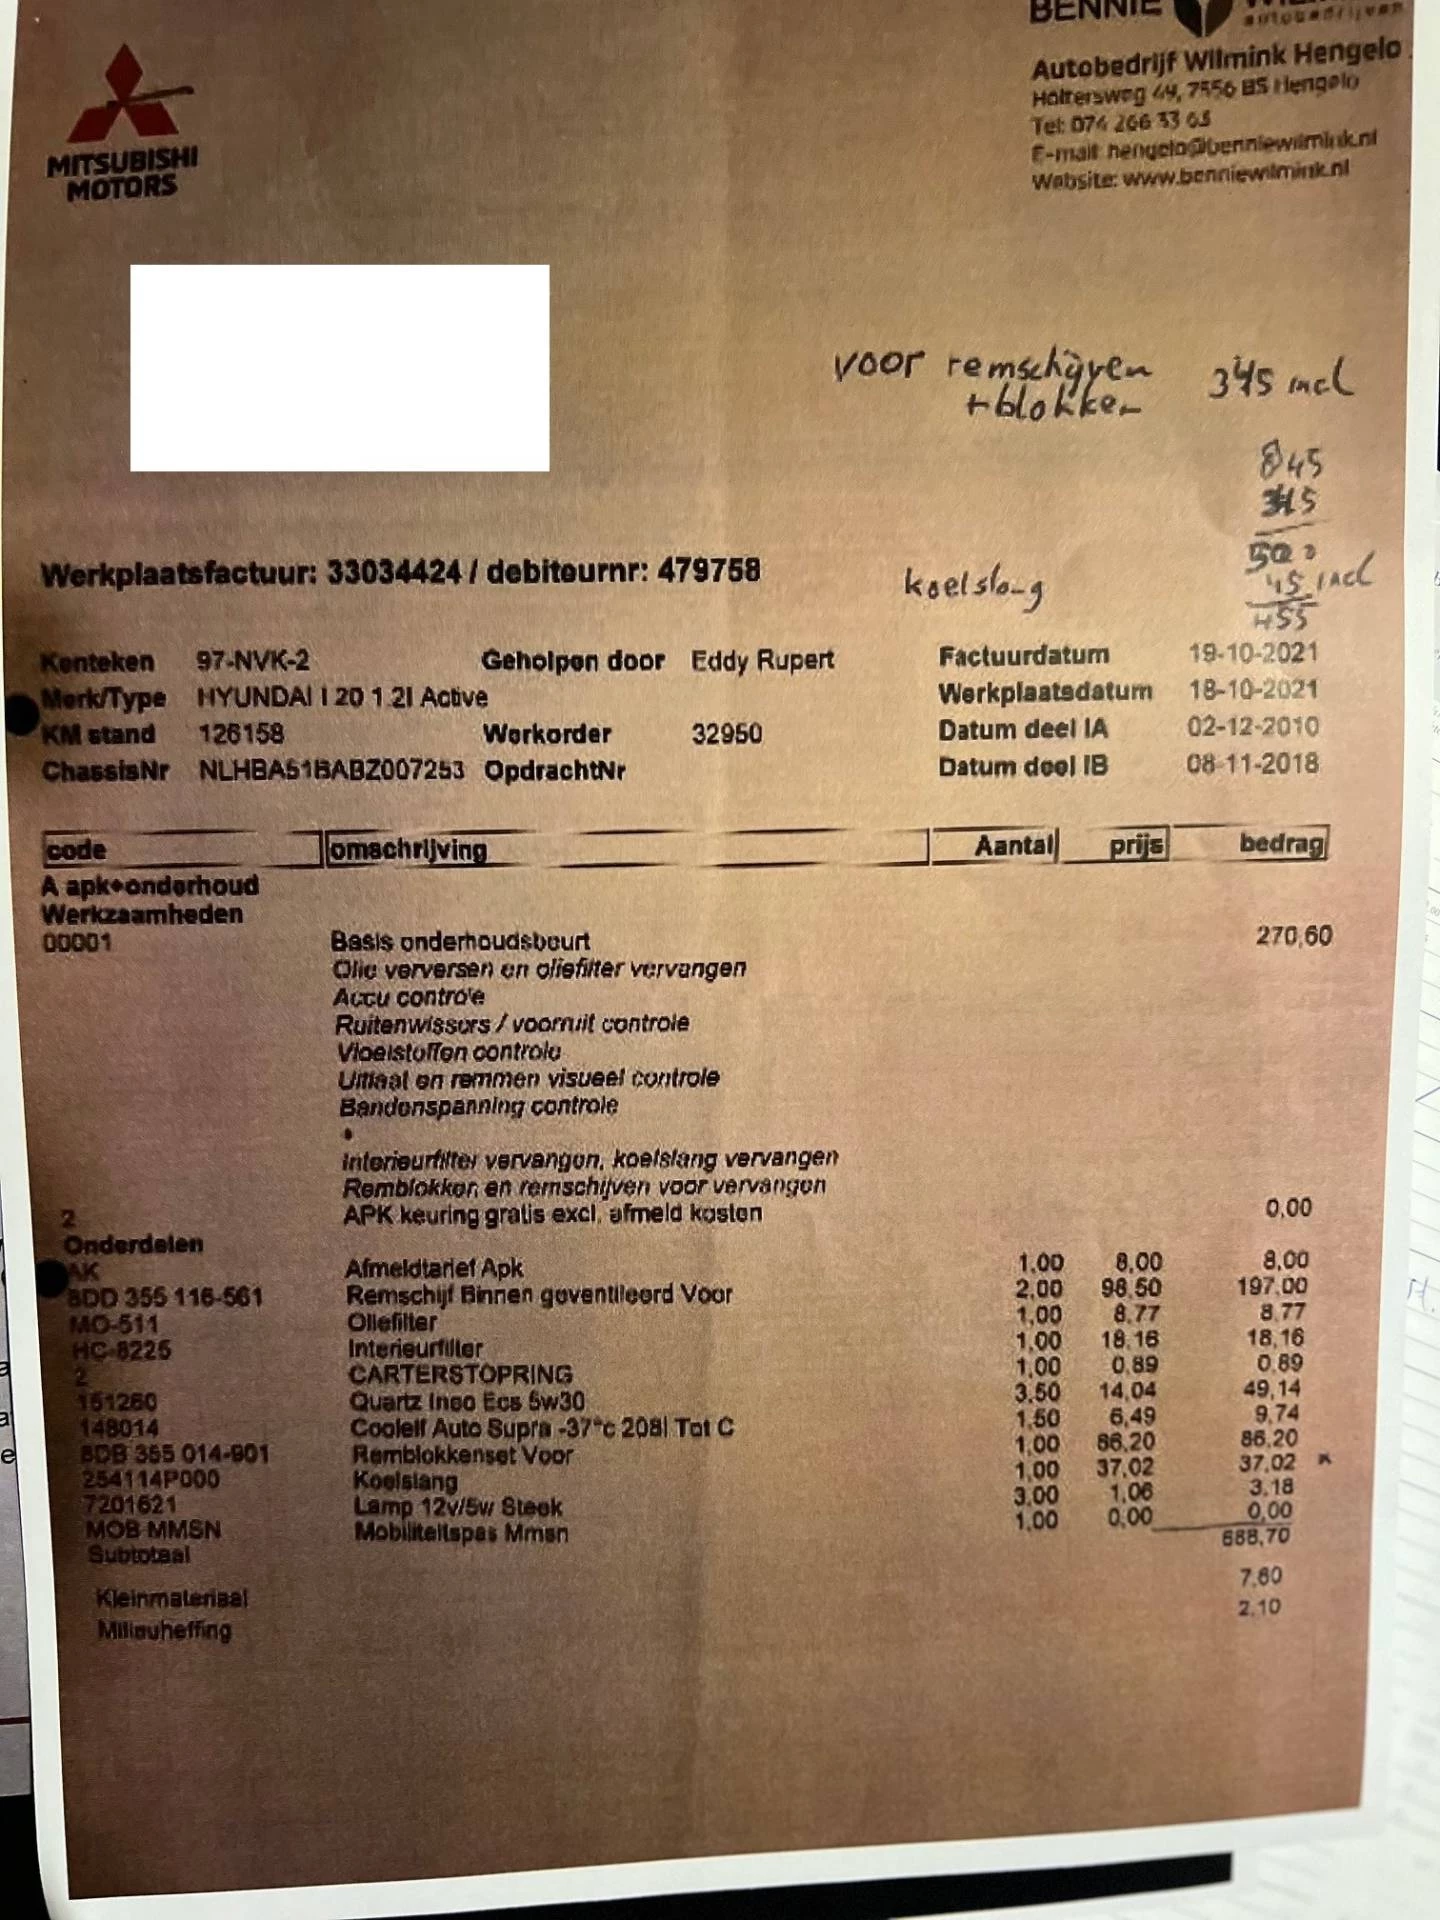 BENNIE
autobedrijven
MITSUBISHI
MOTORS
Autobedrijf Wilmink Hengelo
Holtersweg 49, 7556 BS Hengelo
Tel: 074 266 33 63
E-mail: hengelo@benniewilmink.nl
Website: www.benniewilmink.nl
voor remschijven 345 incl
+ blokken
845
345
500
koelslang 45 incl
455
Werkplaatsfactuur: 33034424 / debiteurnr: 479758
Kenteken 97-NVK-2 Geholpen door Eddy Rupert Factuurdatum 19-10-2021
Merk/Type HYUNDAI I 20 1.2I Active Werkplaatsdatum 18-10-2021
KM stand 126158 Werkorder 32950 Datum deel IA 02-12-2010
ChassisNr NLHBA51BABZ007253 OpdrachtNr Datum deel IB 08-11-2018
code omschrijving Aantal prijs bedrag
A apk+onderhoud
Werkzaamheden
00001 Basis onderhoudsbeurt 270,60
Olie verversen en oliefilter vervangen
Accu controle
Ruitenwissers / voorruit controle
Vloeistoffen controle
Uitlaat en remmen visueel controle
Bandenspanning controle
•
Interieurfilter vervangen, koelslang vervangen
Remblokken en remschijven voor vervangen
2 APK keuring gratis excl. afmeld kosten 0,00
Onderdelen
AK Afmeldtarief Apk 1,00 8,00 8,00
8DD 355 116-561 Remschijf Binnen geventileerd Voor 2,00 98,50 197,00
MO-511 Oliefilter 1,00 8,77 8,77
HC-8225 Interieurfilter 1,00 18,16 18,16
2 CARTERSTOPRING 1,00 0,89 0,89
151260 Quartz Ineo Ecs 5w30 3,50 14,04 49,14
148014 Coolelf Auto Supra -37°c 208l Tot C 1,50 6,49 9,74
8DB 355 014-901 Remblokkenset Voor 1,00 86,20 86,20
254114P000 Koelslang 1,00 37,02 37,02
7201621 Lamp 12v/5w Steek 3,00 1,06 3,18
MOB MMSN Mobiliteitspas Mmsn 1,00 0,00 0,00
Subtotaal 688,70
Kleinmateriaal 7,60
Milieuheffing 2,10